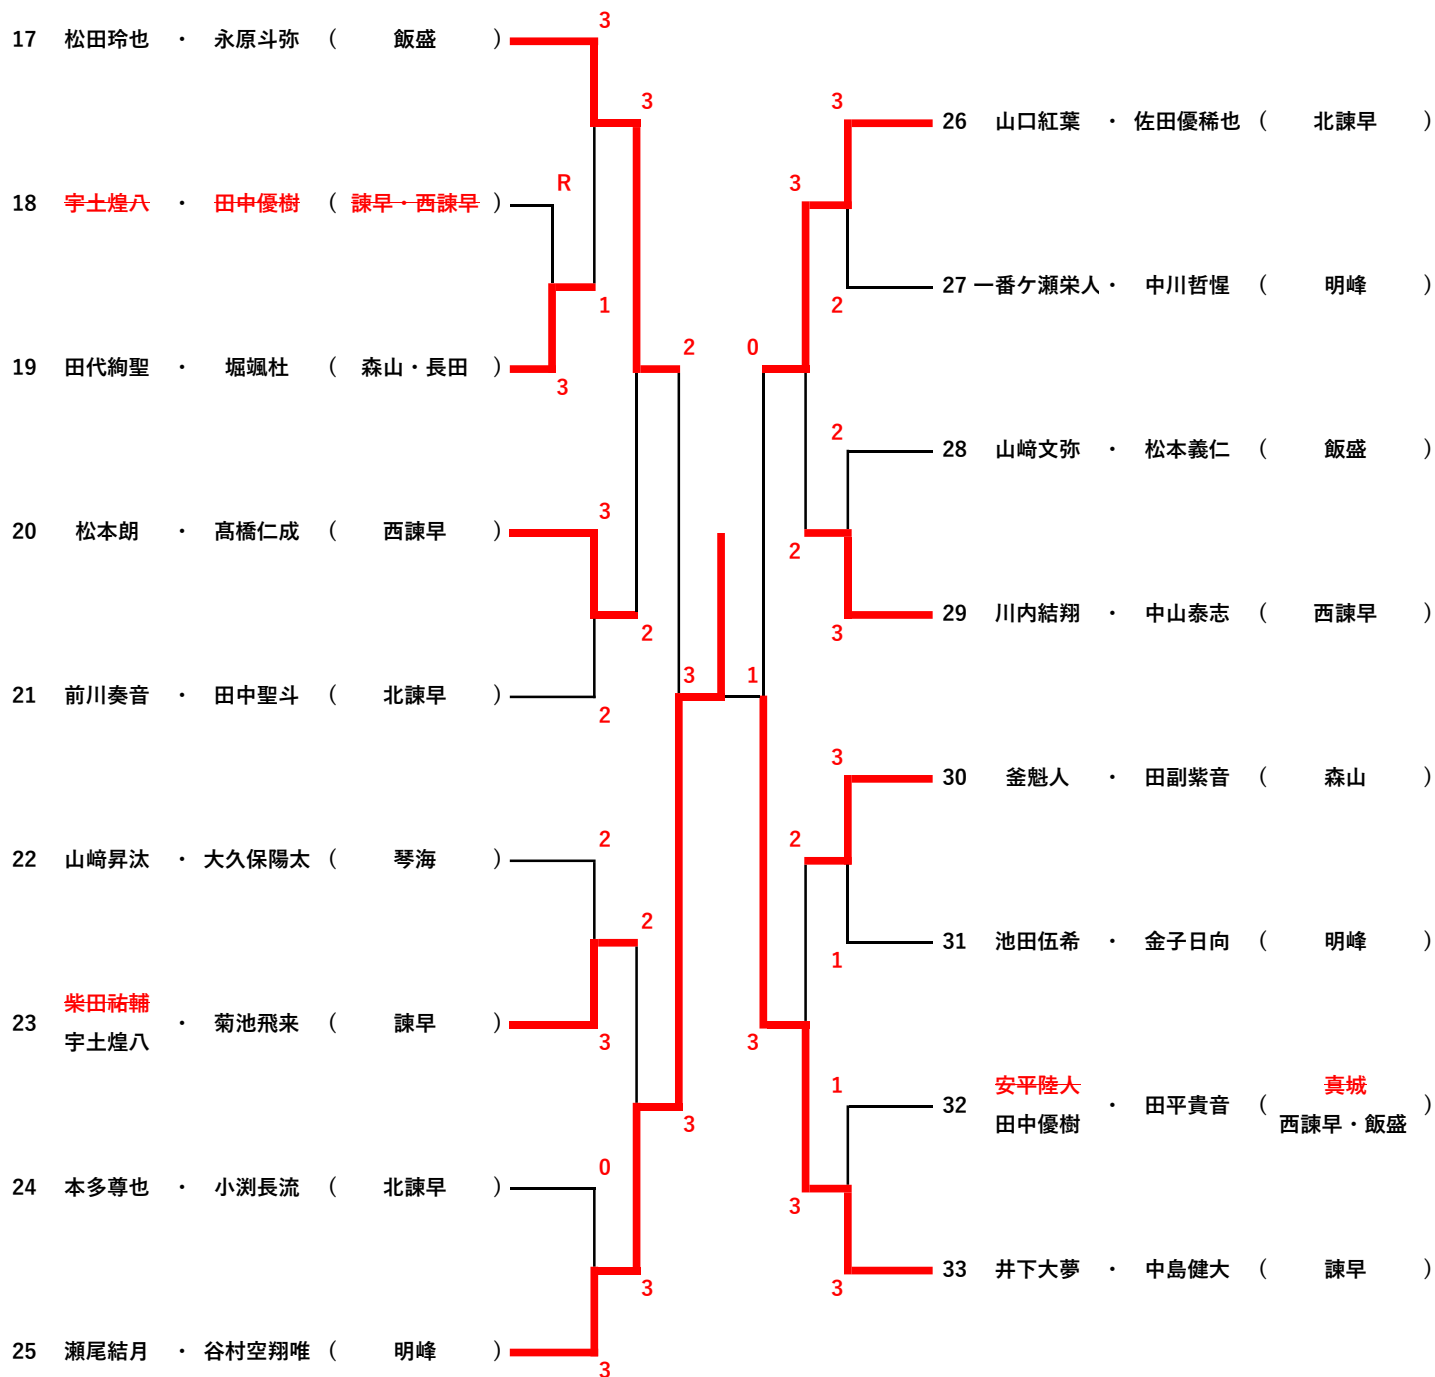 17 松田玲也 ・ 永原斗弥 ( 飯盛 )
18 宇土煌八 ・ 田中優樹 ( 諫早・西諫早 )
19 田代絢聖 ・ 堀颯杜 ( 森山・長田 )
20 松本朗 ・ 髙橋仁成 ( 西諫早 )
21 前川奏音 ・ 田中聖斗 ( 北諫早 )
22 山﨑昇汰 ・ 大久保陽太 ( 琴海 )
柴田祐輔
23 ・ 菊池飛来 ( 諫早 )
宇土煌八
24 本多尊也 ・ 小渕長流 ( 北諫早 )
25 瀬尾結月 ・ 谷村空翔唯 ( 明峰 )
3
3
R
1
3
2
3
2
2
3
2
2
3
3
0
3
3
3
3
0
2
2
2
3
1
3
2
1
3
1
3
3
26 山口紅葉 ・ 佐田優稀也 ( 北諫早 )
27 一番ケ瀬栄人 ・ 中川哲惺 ( 明峰 )
28 山﨑文弥 ・ 松本義仁 ( 飯盛 )
29 川内結翔 ・ 中山泰志 ( 西諫早 )
30 釜魁人 ・ 田副紫音 ( 森山 )
31 池田伍希 ・ 金子日向 ( 明峰 )
安平陸人 真城
32 ・ 田平貴音 ( )
田中優樹 西諫早・飯盛
33 井下大夢 ・ 中島健大 ( 諫早 )